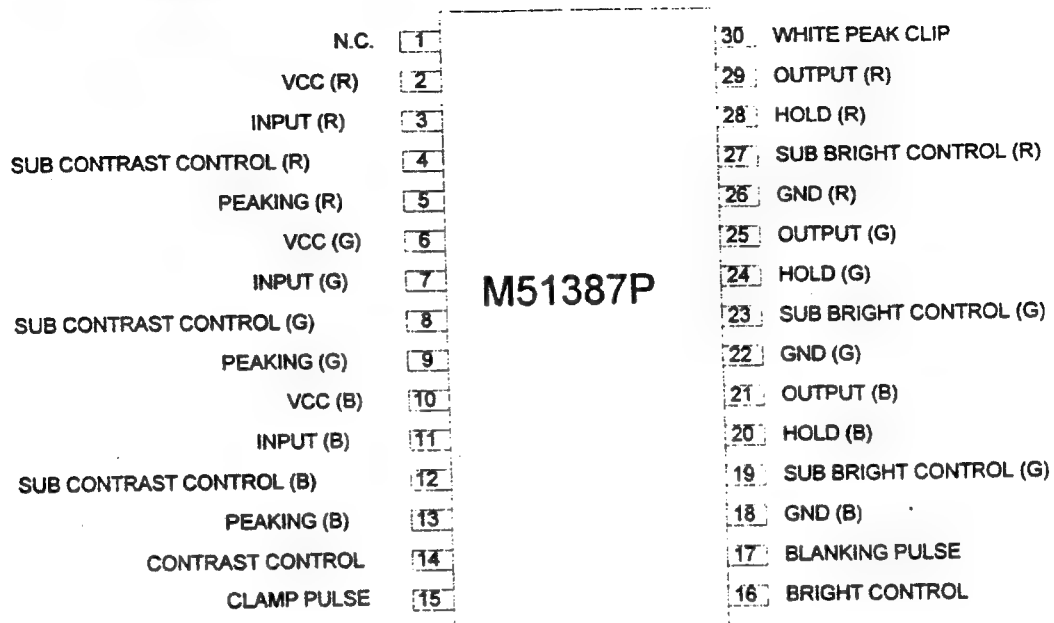 N.C. 1
VCC (R) 2
INPUT (R) 3
SUB CONTRAST CONTROL (R) 4
PEAKING (R) 5
VCC (G) 6
INPUT (G) 7
SUB CONTRAST CONTROL (G) 8
PEAKING (G) 9
VCC (B) 10
INPUT (B) 11
SUB CONTRAST CONTROL (B) 12
PEAKING (B) 13
CONTRAST CONTROL 14
CLAMP PULSE 15
M51387P
30 WHITE PEAK CLIP
29 OUTPUT (R)
28 HOLD (R)
27 SUB BRIGHT CONTROL (R)
26 GND (R)
25 OUTPUT (G)
24 HOLD (G)
23 SUB BRIGHT CONTROL (G)
22 GND (G)
21 OUTPUT (B)
20 HOLD (B)
19 SUB BRIGHT CONTROL (G)
18 GND (B)
17 BLANKING PULSE
16 BRIGHT CONTROL